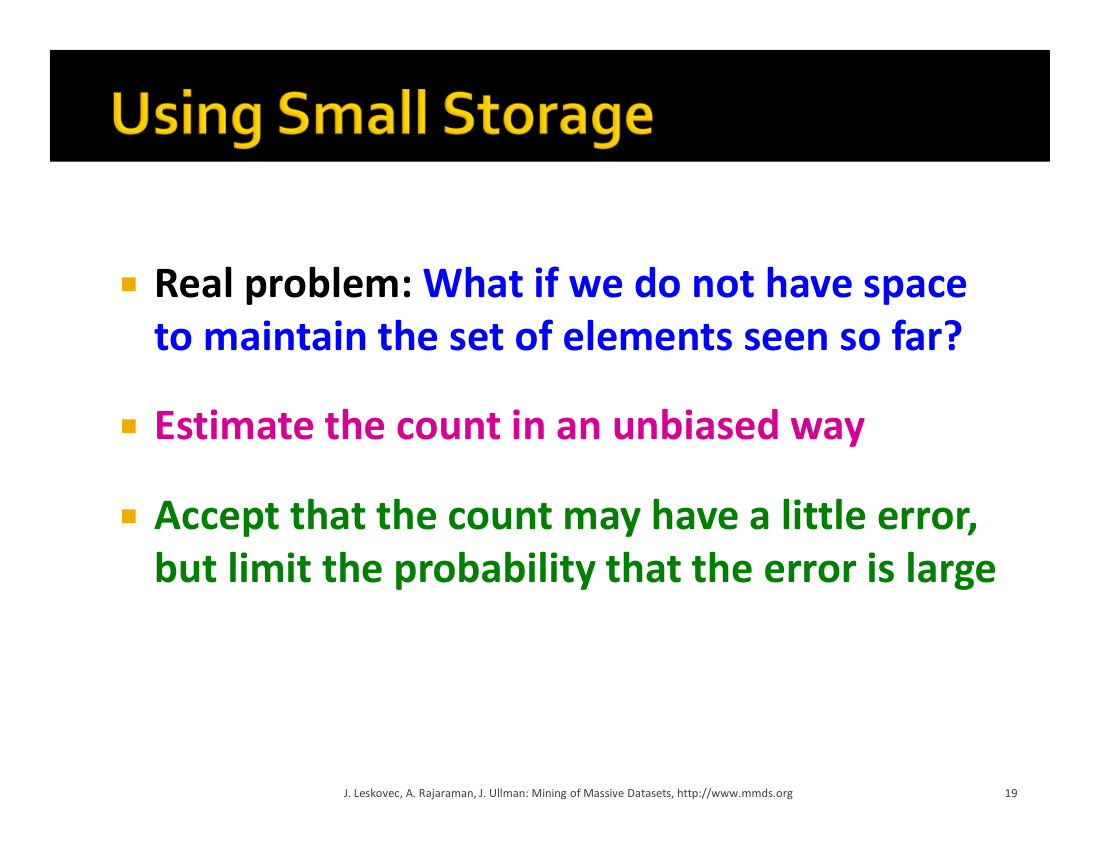 Using Small Storage
Real problem: What if we do not have space
to maintain the set of elements seen so far?
Estimate the count in an unbiased way
Accept that the count may have a little error,
but limit the probability that the error is large
J. Leskovec, A. Rajaraman, J. Ullman: Mining of Massive Datasets, http://www.mmds.org
19